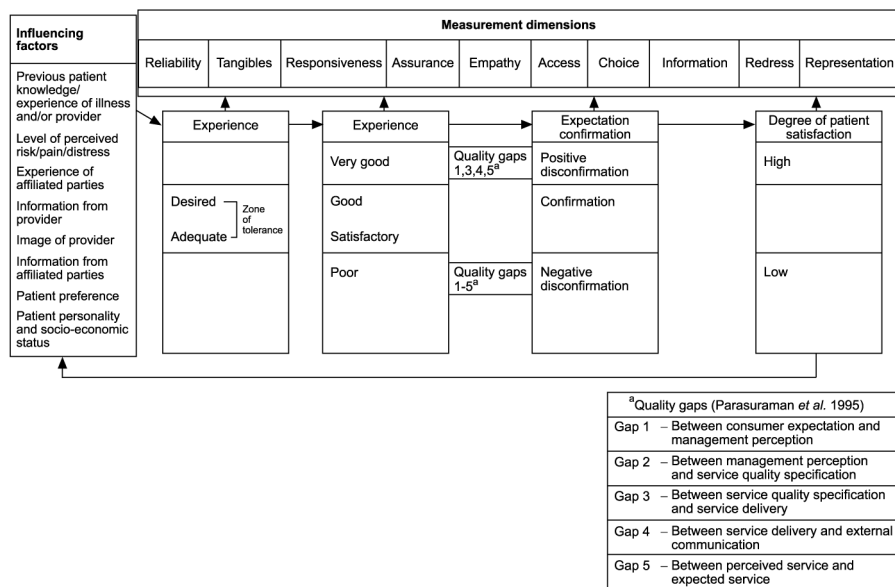 Influencing
factors
Previous patient
knowledge/
experience of illness
and/or provider
Level of perceived
risk/pain/distress
Experience of
affiliated parties
Information from
provider
Image of provider
Information from
affiliated parties
Patient preference
Patient personality
and socio-economic
status
Measurement dimensions
Reliability
Tangibles
Responsiveness
Assurance
Empathy
Access
Choice
Information
Redress
Representation
Experience
Desired
Adequate
Zone
of
tolerance
Experience
Very good
Good
Satisfactory
Poor
Quality gaps
1,3,4,5a
Quality gaps
1-5a
Expectation
confirmation
Positive
disconfirmation
Confirmation
Negative
disconfirmation
Degree of patient
satisfaction
High
Low
aQuality gaps (Parasuraman et al. 1995)
Gap 1 – Between consumer expectation and
management perception
Gap 2 – Between management perception
and service quality specification
Gap 3 – Between service quality specification
and service delivery
Gap 4 – Between service delivery and external
communication
Gap 5 – Between perceived service and
expected service